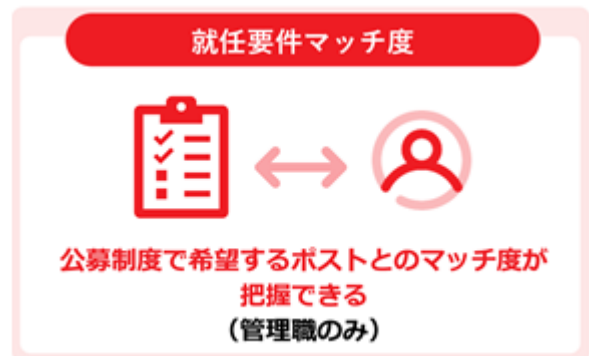 就任要件マッチ度
公募制度で希望するポストとのマッチ度が
把握できる
（管理職のみ）